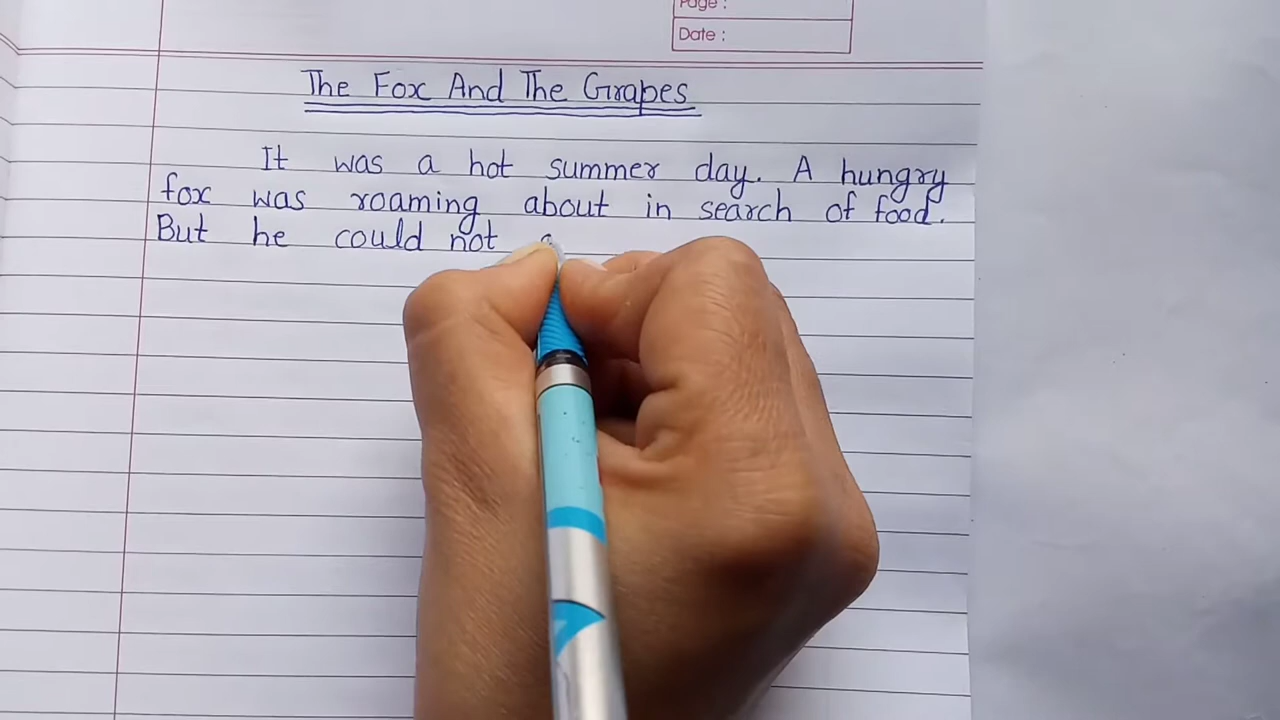 Page :
Date :
The Fox And The Grapes
It was a hot summer day. A hungry
fox was roaming about in search of food.
But he could not